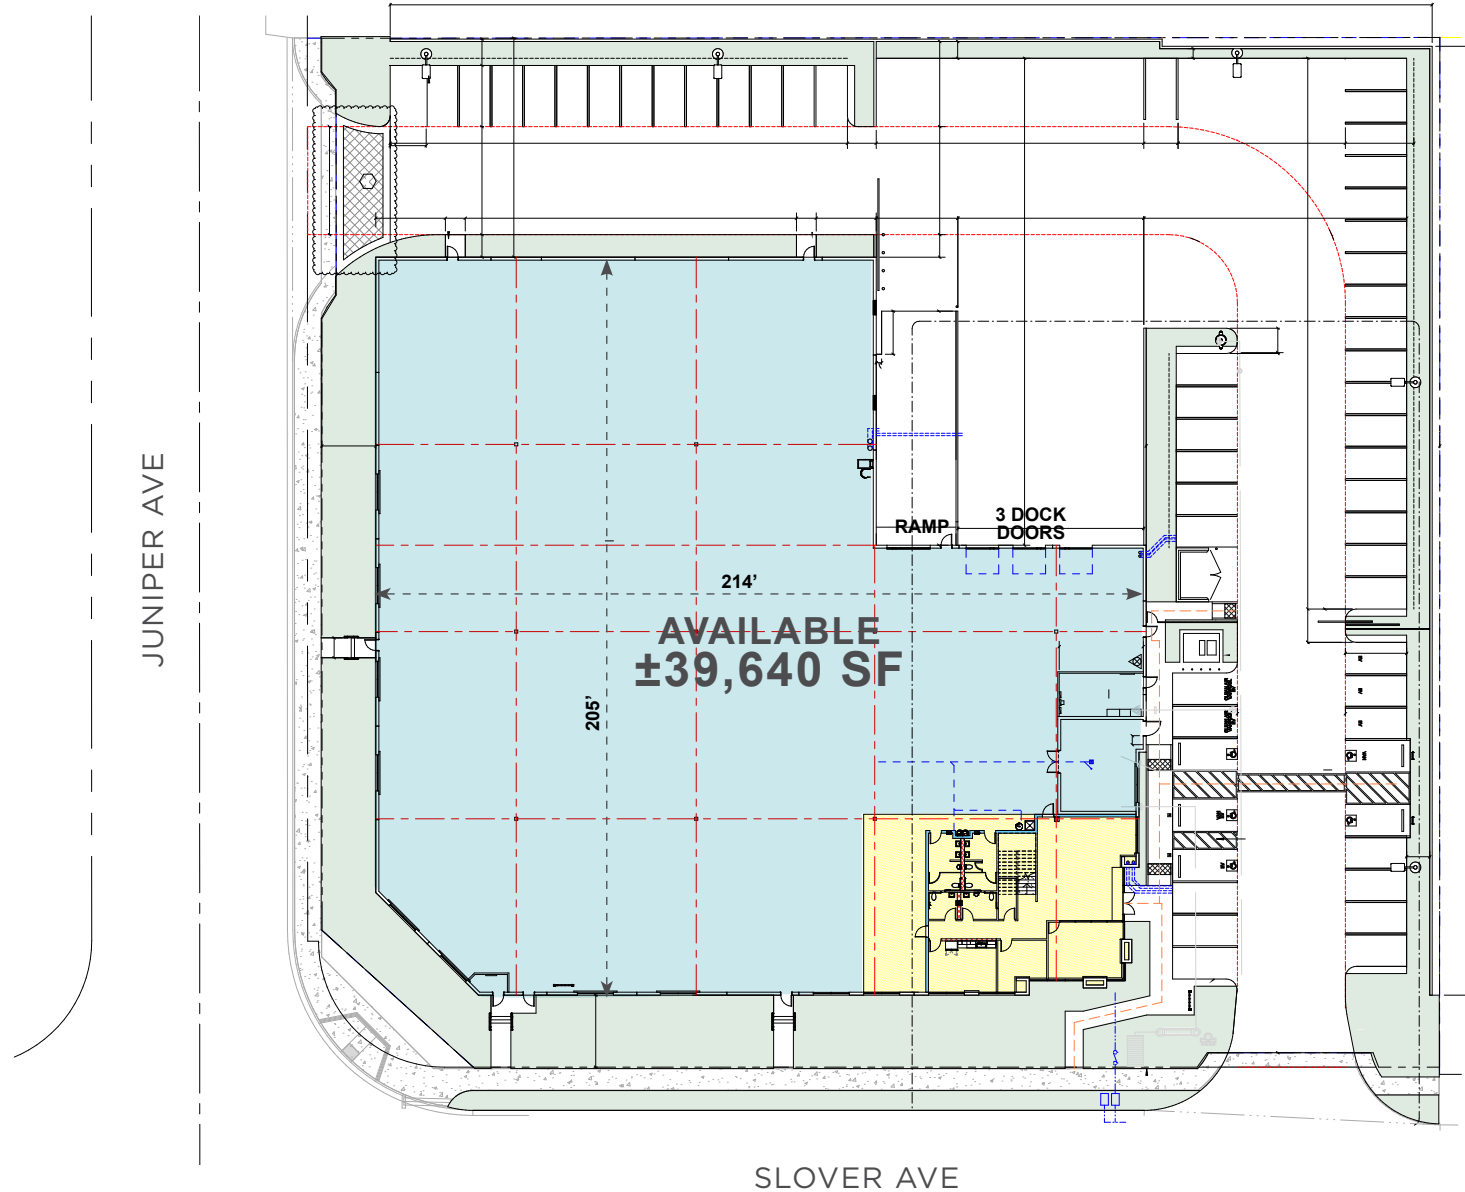 JUNIPER AVE
RAMP
3 DOCK
DOORS
214'
AVAILABLE
±39,640 SF
205'
SLOVER AVE